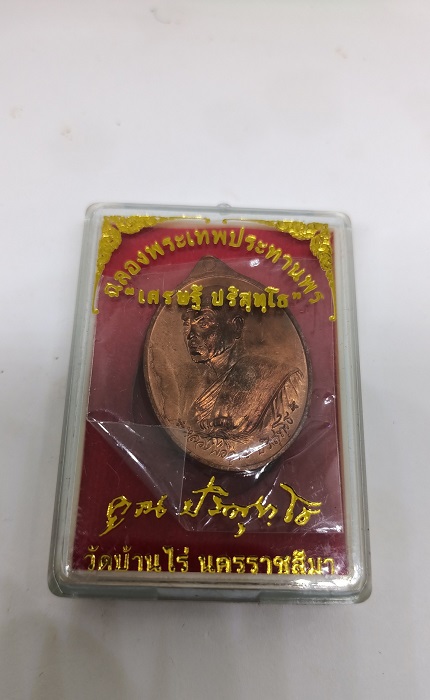 ฉลองพระเทพประทานพร
"เศรษฐี ปริสุทฺโธ"
คูณ ปริสุทฺโธ
วัดบ้านไร่ นครราชสีมา